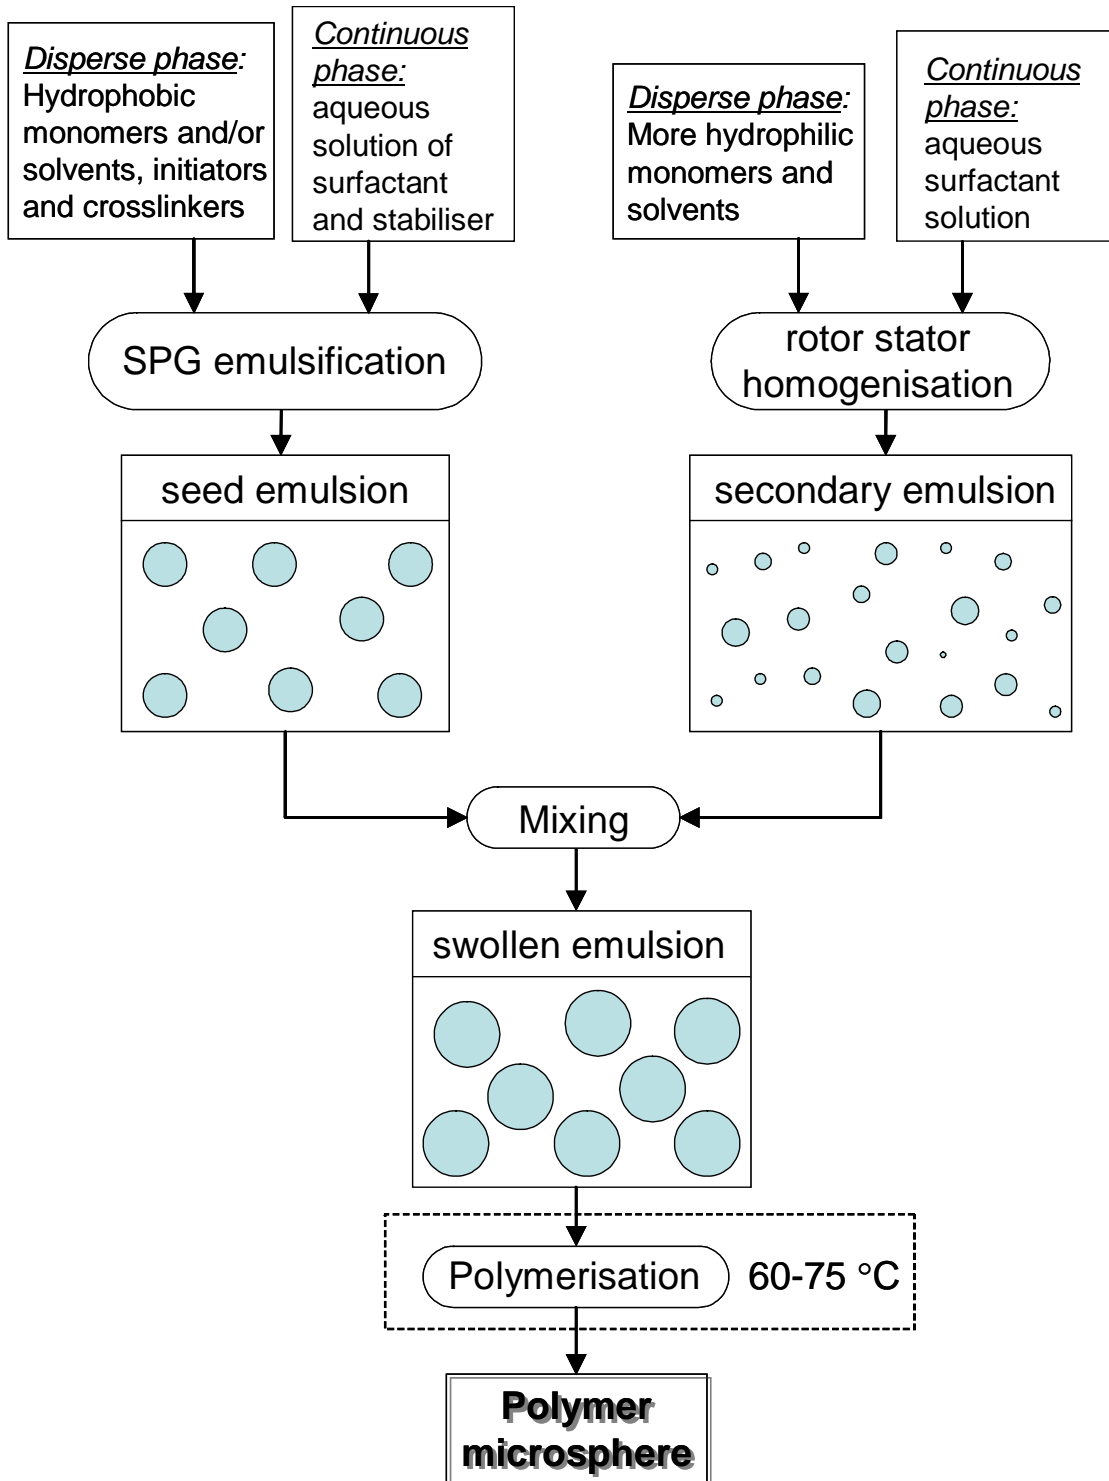 Disperse phase:
Hydrophobic
monomers and/or
solvents, initiators
and crosslinkers
Continuous
phase:
aqueous
solution of
surfactant
and stabiliser
Disperse phase:
More hydrophilic
monomers and
solvents
Continuous
phase:
aqueous
surfactant
solution
SPG emulsification
rotor stator
homogenisation
seed emulsion
secondary emulsion
Mixing
swollen emulsion
Polymerisation
60-75 °C
Polymer
microsphere